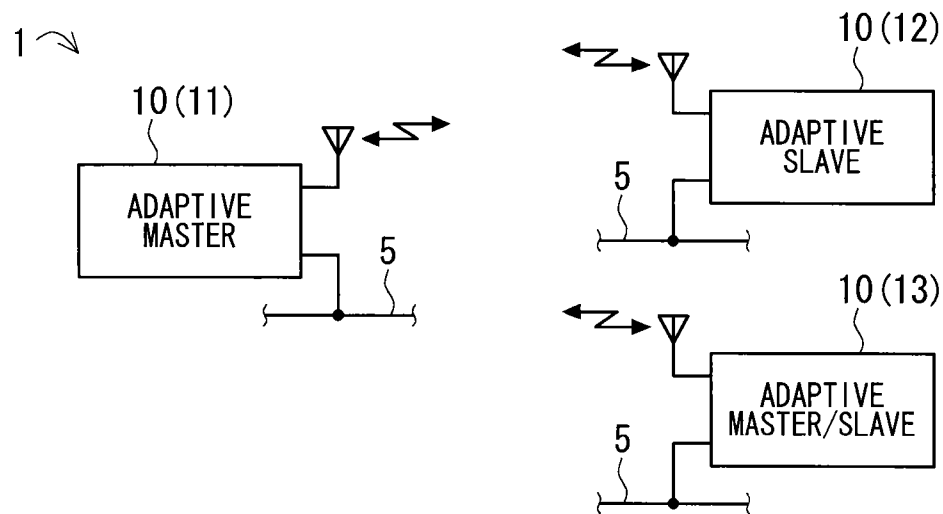 1
10(11)
ADAPTIVE
MASTER
5
10(12)
ADAPTIVE
SLAVE
5
10(13)
ADAPTIVE
MASTER/SLAVE
5